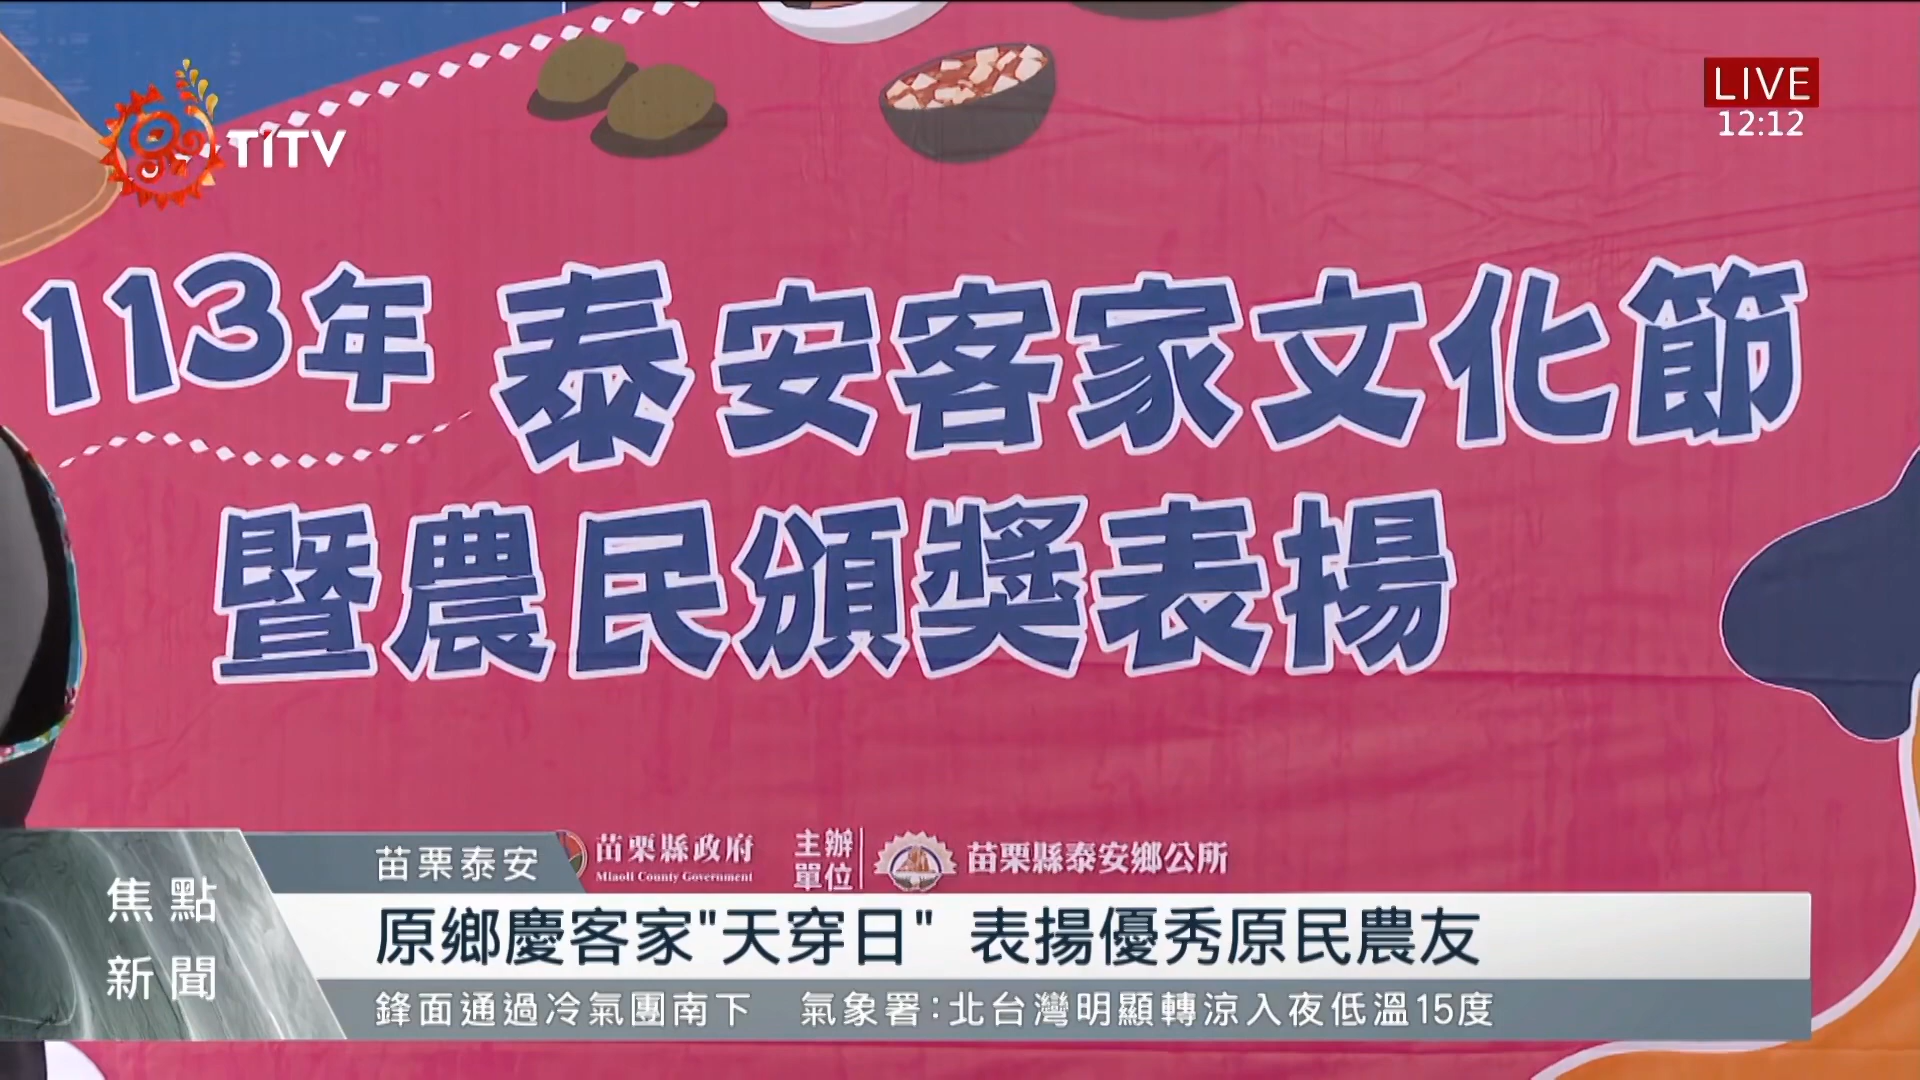 TITV
LIVE
12:12
113年 泰安客家文化節
暨農民頒獎表揚
苗栗泰安
苗栗縣政府
Miaoli County Government
主辦
單位
苗栗縣泰安鄉公所
焦點
新聞
原鄉慶客家"天穿日" 表揚優秀原民農友
鋒面通過冷氣團南下 氣象署:北台灣明顯轉涼入夜低溫15度